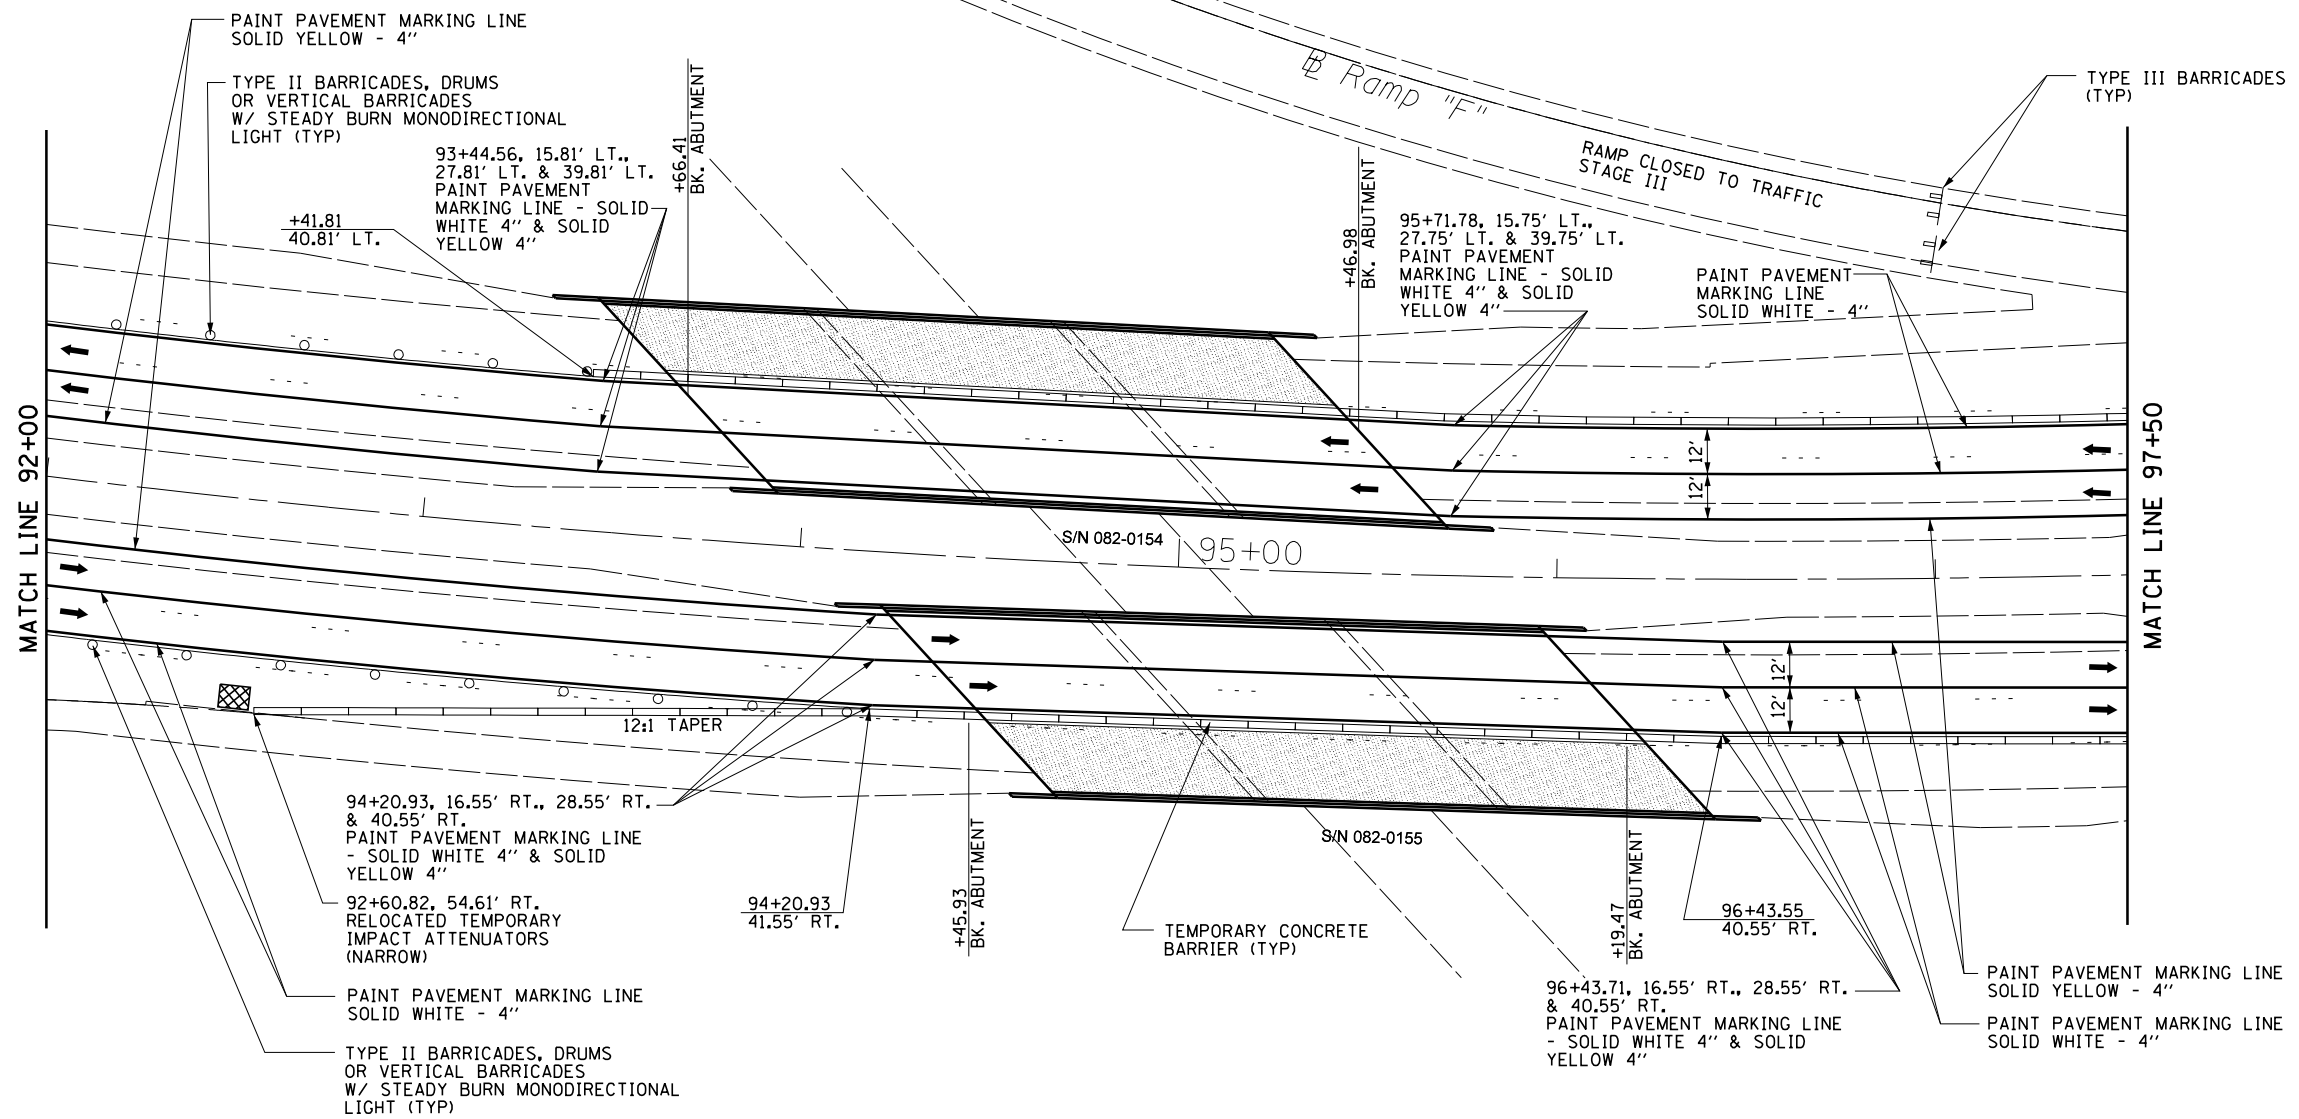 PAINT PAVEMENT MARKING LINE
SOLID YELLOW - 4"
TYPE II BARRICADES, DRUMS
OR VERTICAL BARRICADES
W/ STEADY BURN MONODIRECTIONAL
LIGHT (TYP)
93+44.56, 15.81' LT.,
27.81' LT. & 39.81' LT.
PAINT PAVEMENT
MARKING LINE - SOLID
WHITE 4" & SOLID
YELLOW 4"
+41.81
40.81' LT.
+66.41
BK. ABUTMENT
℄ Ramp "F"
RAMP CLOSED TO TRAFFIC
STAGE III
TYPE III BARRICADES
(TYP)
+46.98
BK. ABUTMENT
95+71.78, 15.75' LT.,
27.75' LT. & 39.75' LT.
PAINT PAVEMENT
MARKING LINE - SOLID
WHITE 4" & SOLID
YELLOW 4"
PAINT PAVEMENT
MARKING LINE
SOLID WHITE - 4"
MATCH LINE 92+00
MATCH LINE 97+50
12'
12'
S/N 082-0154
95+00
12'
12'
12:1 TAPER
94+20.93, 16.55' RT., 28.55' RT.
& 40.55' RT.
PAINT PAVEMENT MARKING LINE
- SOLID WHITE 4" & SOLID
YELLOW 4"
92+60.82, 54.61' RT.
RELOCATED TEMPORARY
IMPACT ATTENUATORS
(NARROW)
PAINT PAVEMENT MARKING LINE
SOLID WHITE - 4"
TYPE II BARRICADES, DRUMS
OR VERTICAL BARRICADES
W/ STEADY BURN MONODIRECTIONAL
LIGHT (TYP)
94+20.93
41.55' RT.
+45.93
BK. ABUTMENT
S/N 082-0155
TEMPORARY CONCRETE
BARRIER (TYP)
+19.47
BK. ABUTMENT
96+43.55
40.55' RT.
96+43.71, 16.55' RT., 28.55' RT.
& 40.55' RT.
PAINT PAVEMENT MARKING LINE
- SOLID WHITE 4" & SOLID
YELLOW 4"
PAINT PAVEMENT MARKING LINE
SOLID YELLOW - 4"
PAINT PAVEMENT MARKING LINE
SOLID WHITE - 4"